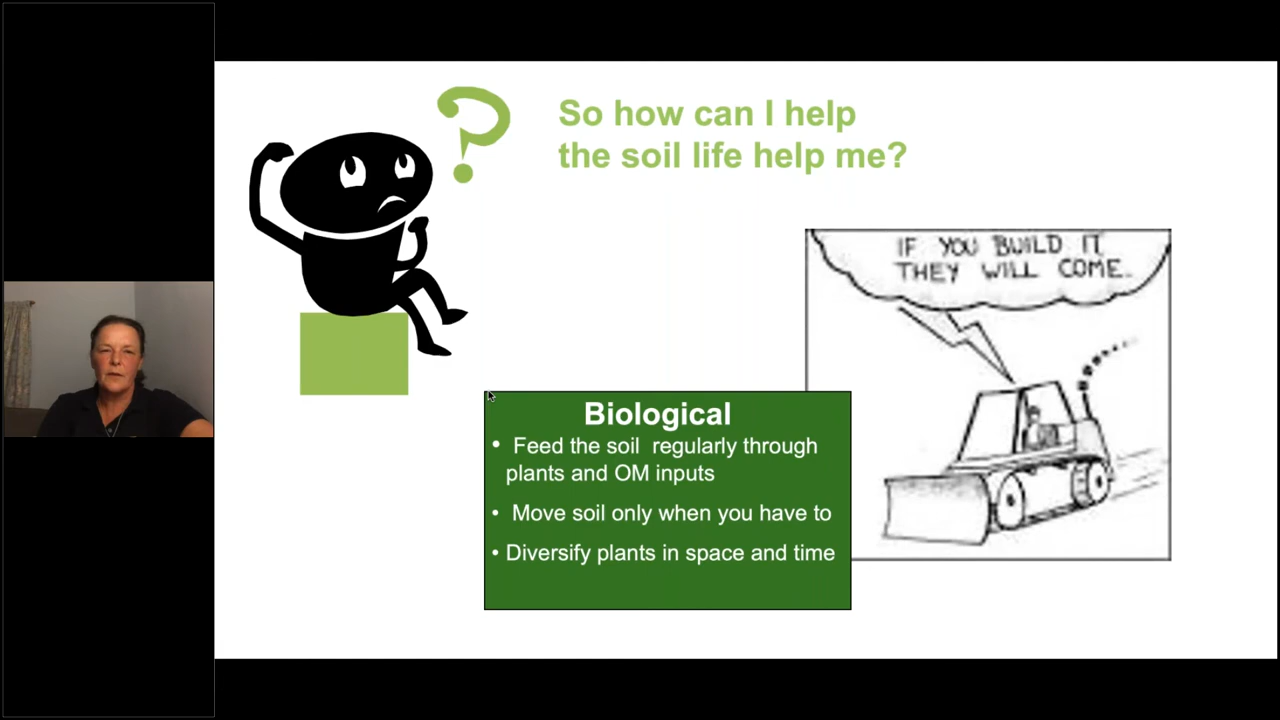 So how can I help
the soil life help me?
IF YOU BUILD IT
THEY WILL COME.
Biological
• Feed the soil regularly through
plants and OM inputs
• Move soil only when you have to
• Diversify plants in space and time